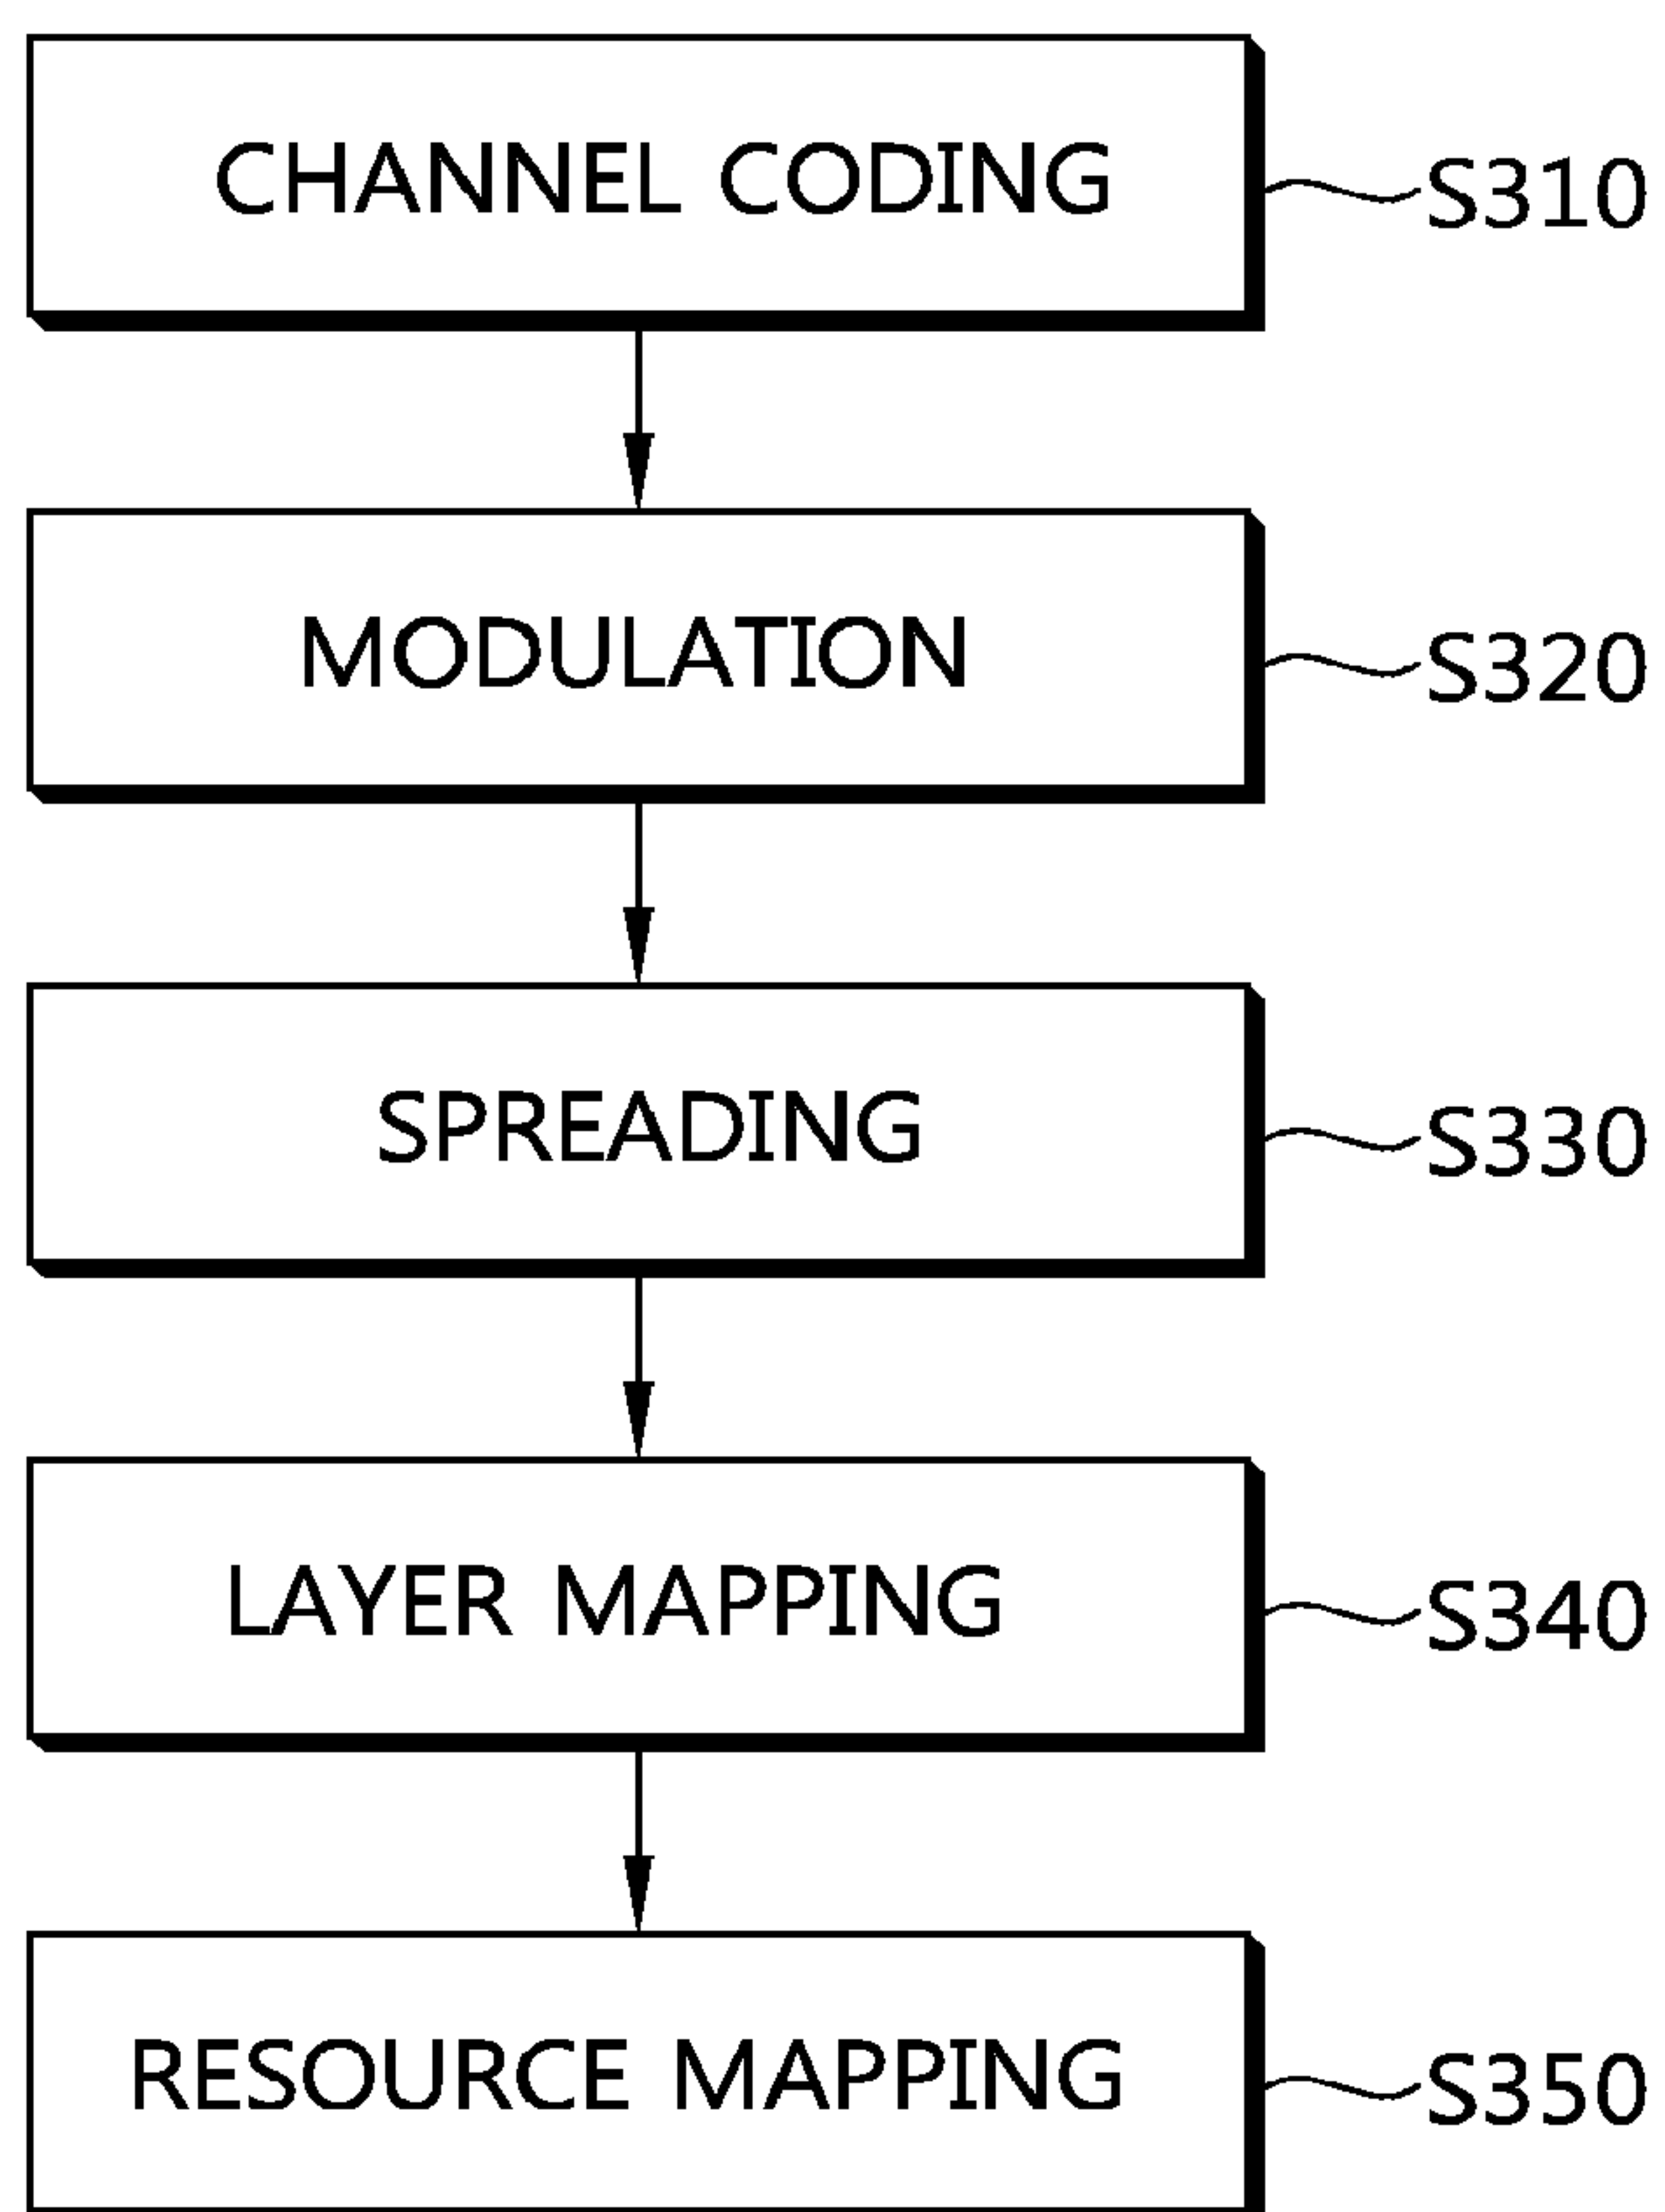 CHANNEL CODING S310
MODULATION S320
SPREADING S330
LAYER MAPPING S340
RESOURCE MAPPING S350